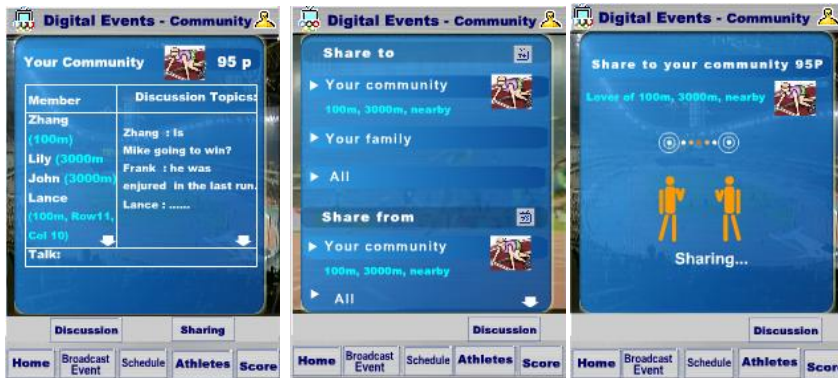 Digital Events - Community
Your Community 95 p
Member
Zhang
(100m)
Lily (3000m
John (3000m)
Lance
(100m, Row11,
Col 10)
Discussion Topics:
Zhang : Is
Mike going to win?
Frank : he was
enjured in the last run.
Lance : ......
Talk:
Discussion Sharing
Home Broadcast Event Schedule Athletes Score
Digital Events - Community
Share to
Your community
100m, 3000m, nearby
Your family
All
Share from
Your community
100m, 3000m, nearby
All
Discussion
Home Broadcast Event Schedule Athletes Score
Digital Events - Community
Share to your community 95P
Lover of 100m, 3000m, nearby
Sharing...
Discussion
Home Broadcast Event Schedule Athletes Scor